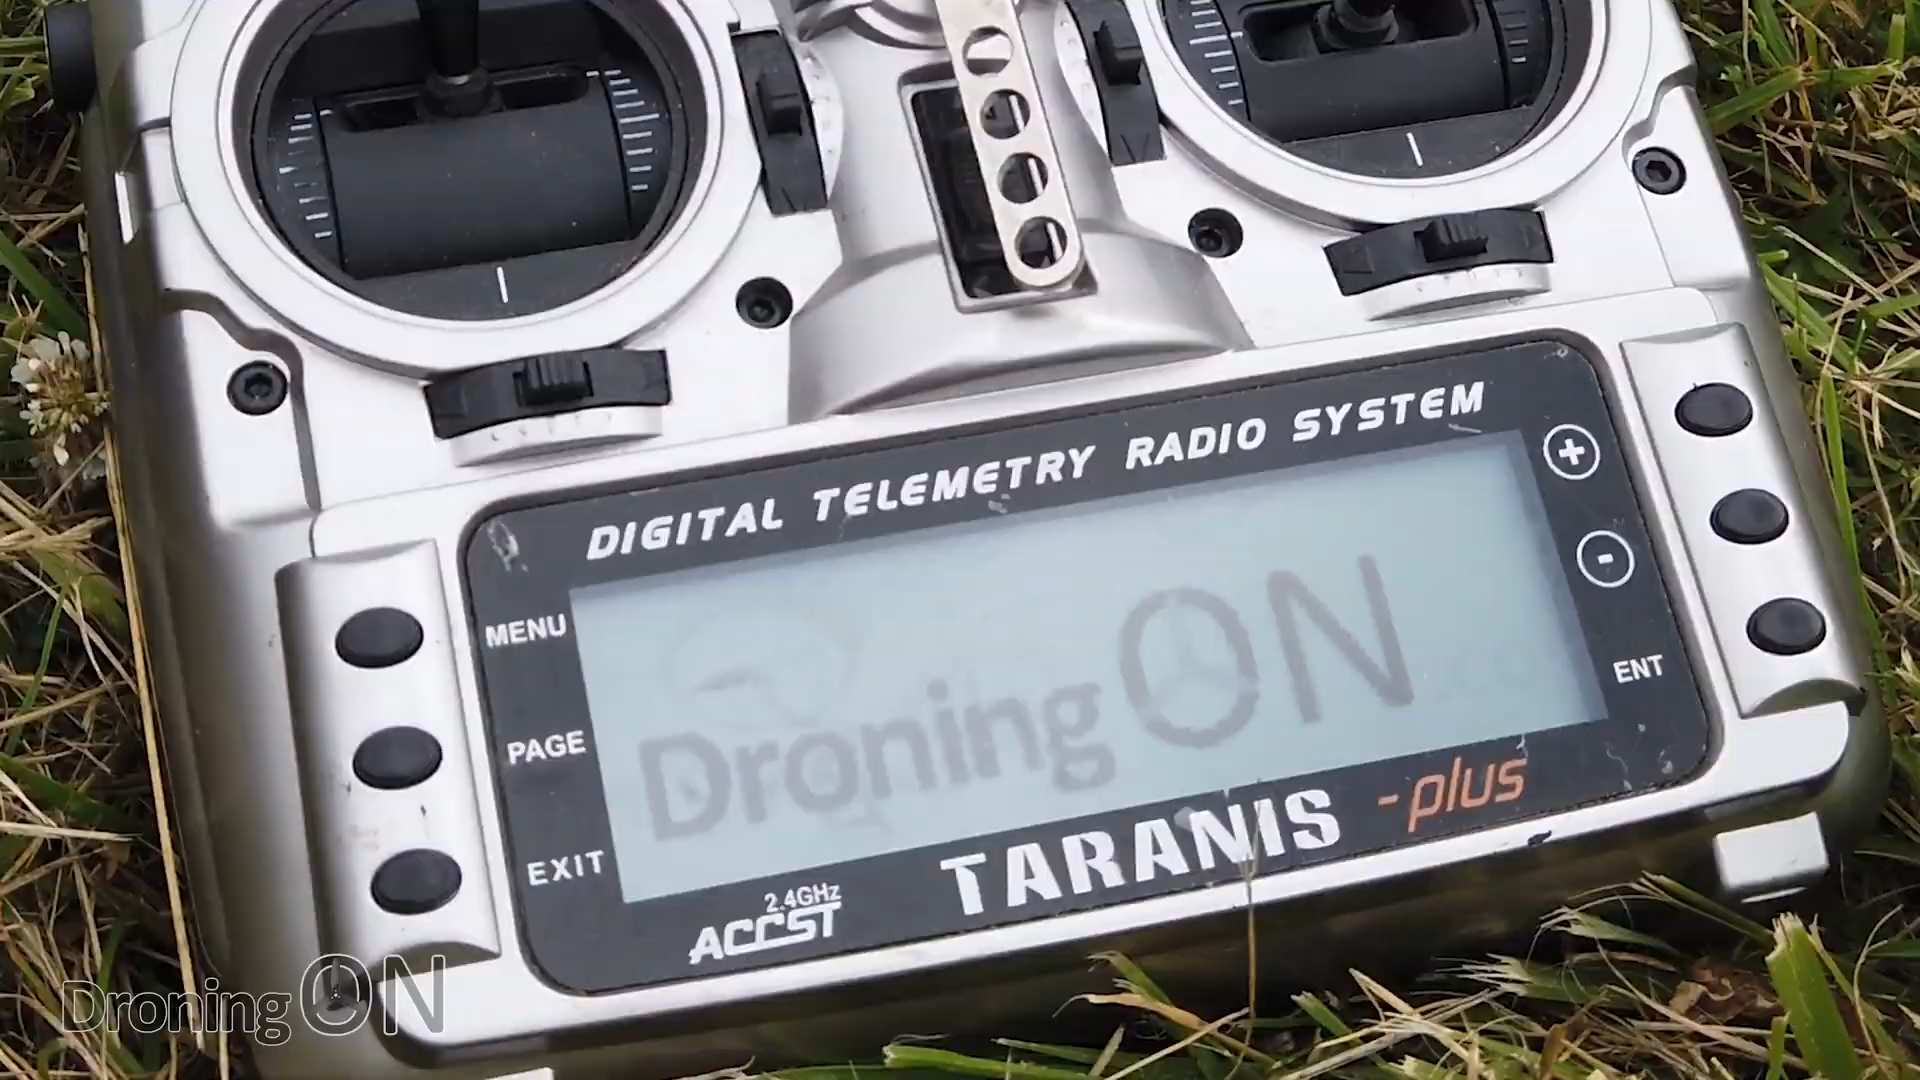 DIGITAL TELEMETRY RADIO SYSTEM
+
MENU
-
DroningON
ENT
PAGE
TARANIS -plus
EXIT
2.4GHz
ACCST
DroningON